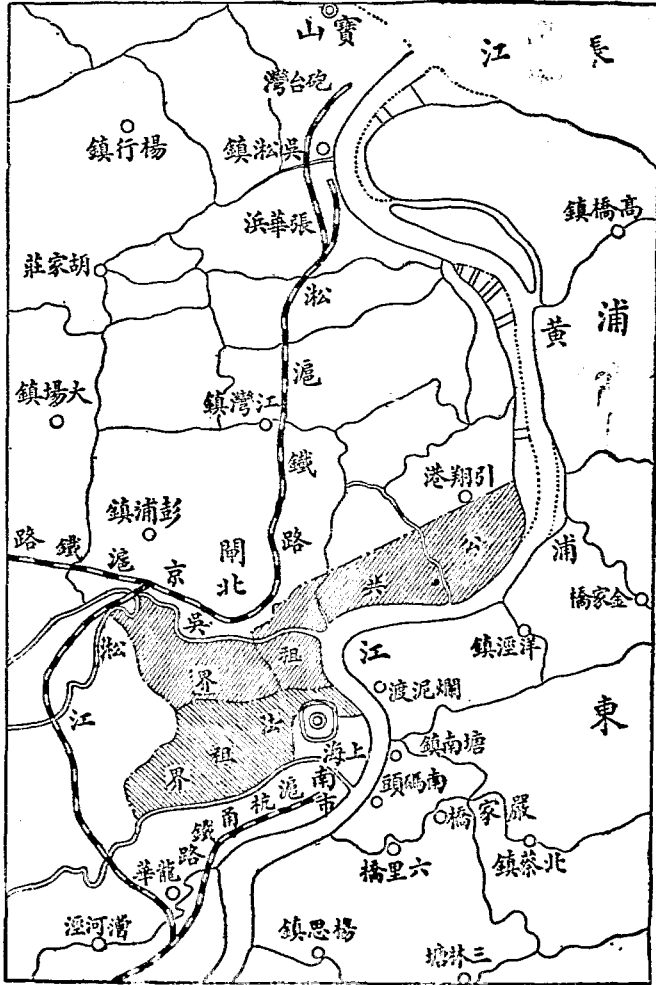 長江
寶山
砲台灣
吳淞鎮
楊行鎮
高橋鎮
張華浜
胡家莊
淞滬鐵路
黃浦江
浦東
大場鎮
江灣鎮
引翔港
彭浦鎮
閘北
京滬鐵路
公共租界
吳淞江
金家橋
洋涇鎮
爛泥渡
法租界
上海
塘南鎮
南碼頭
南市
滬杭甬鐵路
嚴家橋
北蔡鎮
六里橋
龍華
漕河涇
楊思鎮
三林塘